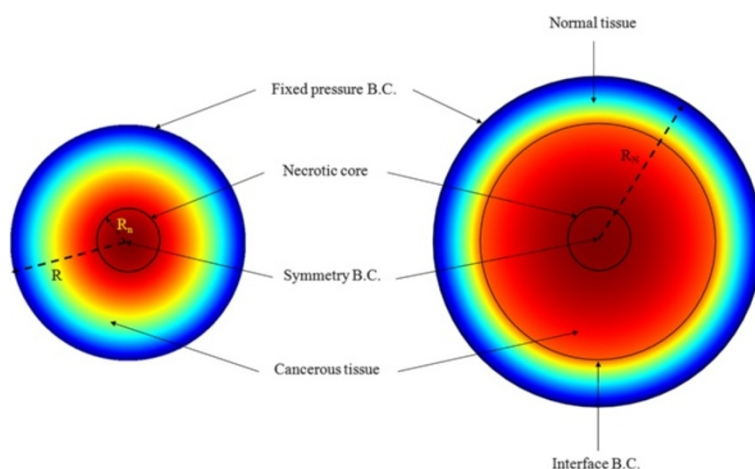 Normal tissue
Fixed pressure B.C.
R_N
Necrotic core
R_n
Symmetry B.C.
R
Cancerous tissue
Interface B.C.